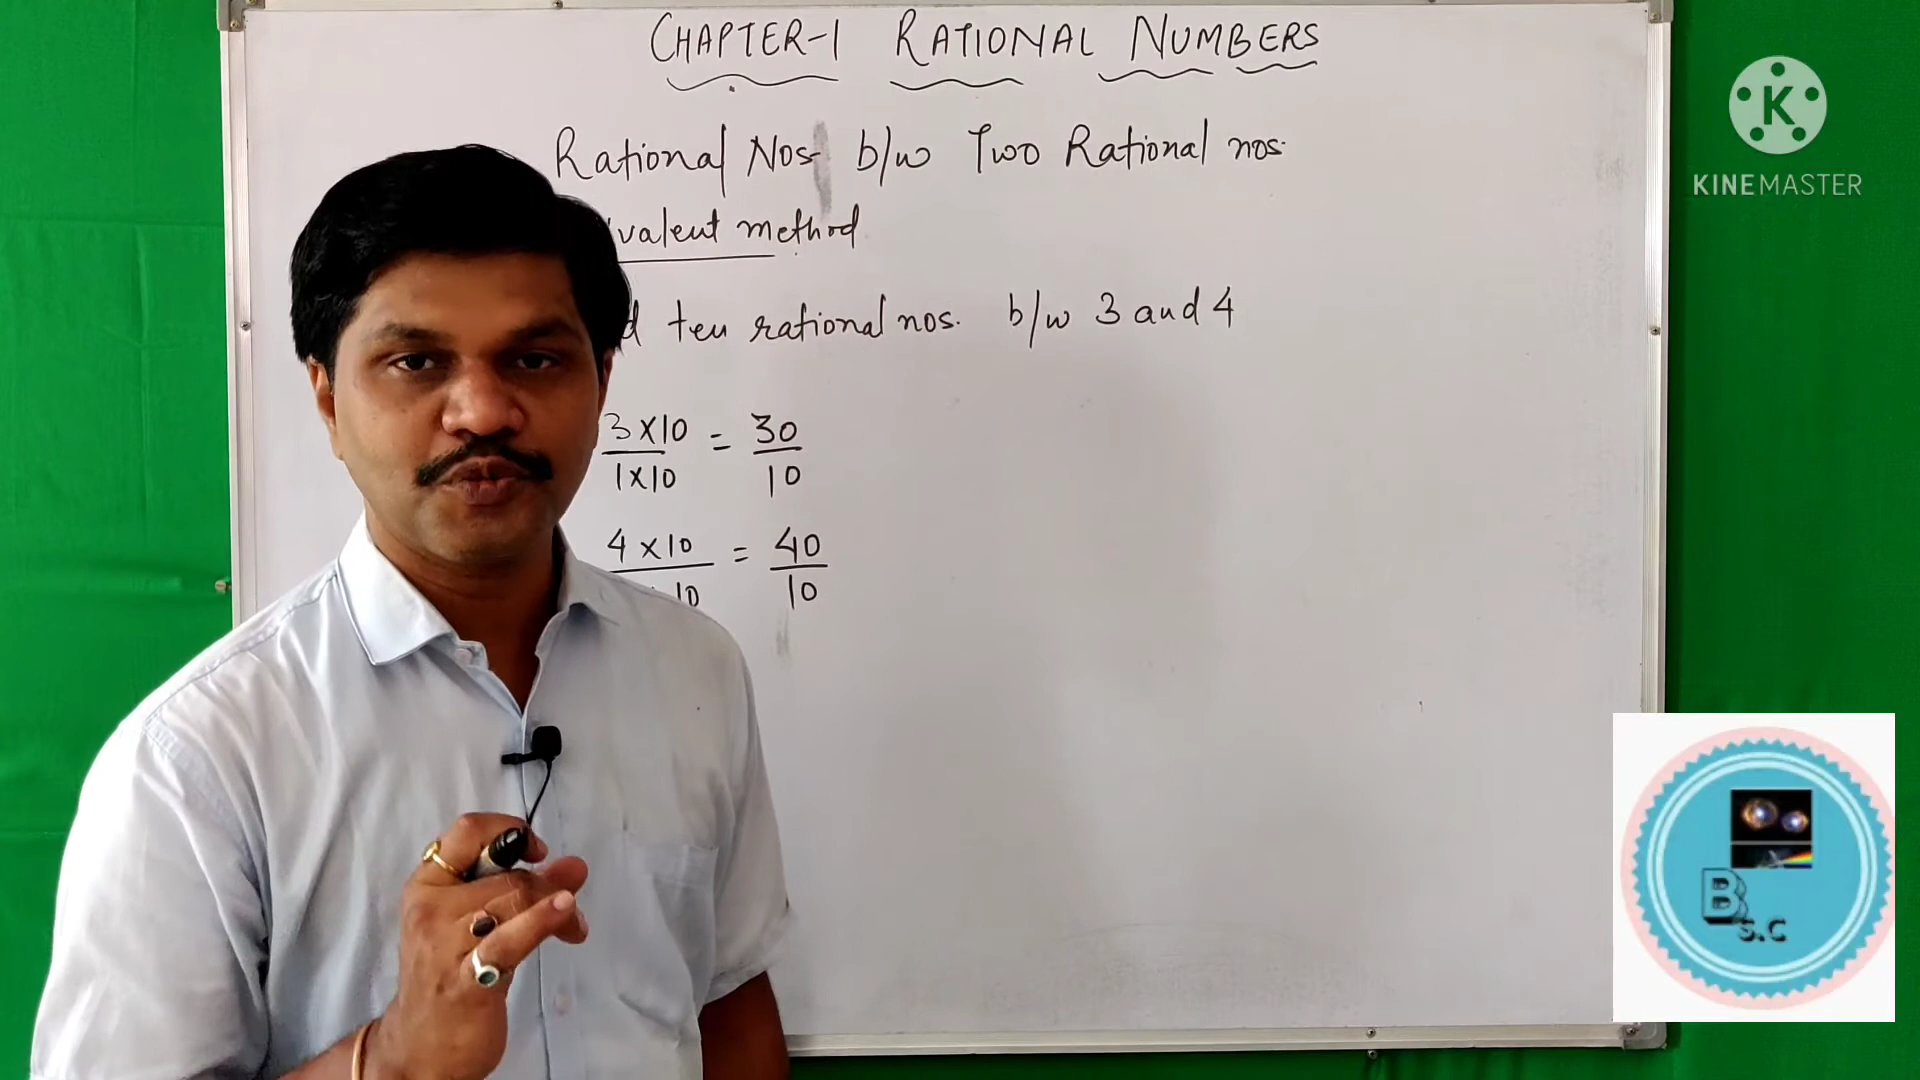 CHAPTER-1 RATIONAL NUMBERS
Rational Nos b/w Two Rational nos.
valent method
d ten rational nos. b/w 3 and 4
3 x 10 = 30
1 x 10 10
4 x 10 = 40
10 10
K
KINEMASTER
B
S.C